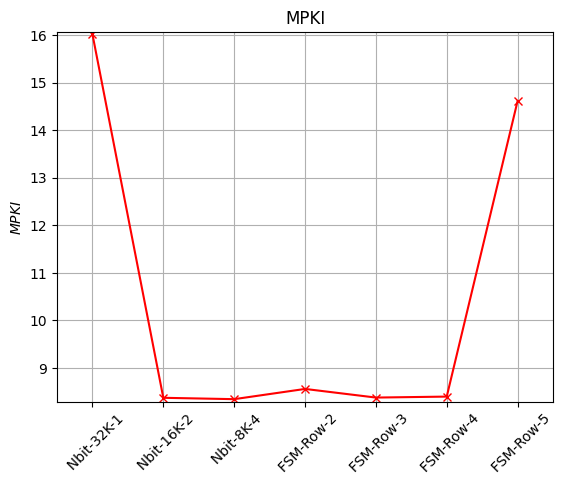 MPKI
MPKI
16
15
14
13
12
11
10
9
Nbit-32K-1
Nbit-16K-2
Nbit-8K-4
FSM-Row-2
FSM-Row-3
FSM-Row-4
FSM-Row-5